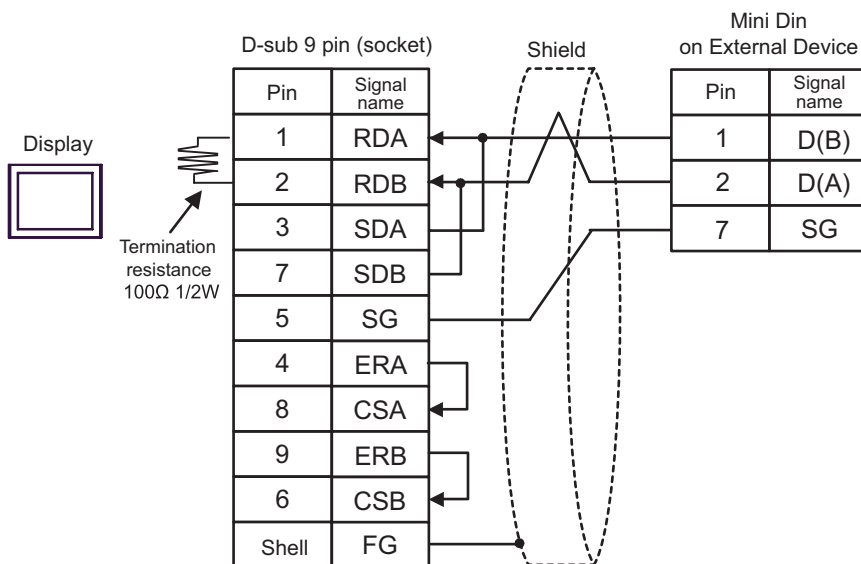 D-sub 9 pin (socket)
Shield
Mini Din
on External Device
Display
Termination
resistance
100Ω 1/2W
Pin Signal name
1 RDA
2 RDB
3 SDA
7 SDB
5 SG
4 ERA
8 CSA
9 ERB
6 CSB
Shell FG
Pin Signal name
1 D(B)
2 D(A)
7 SG